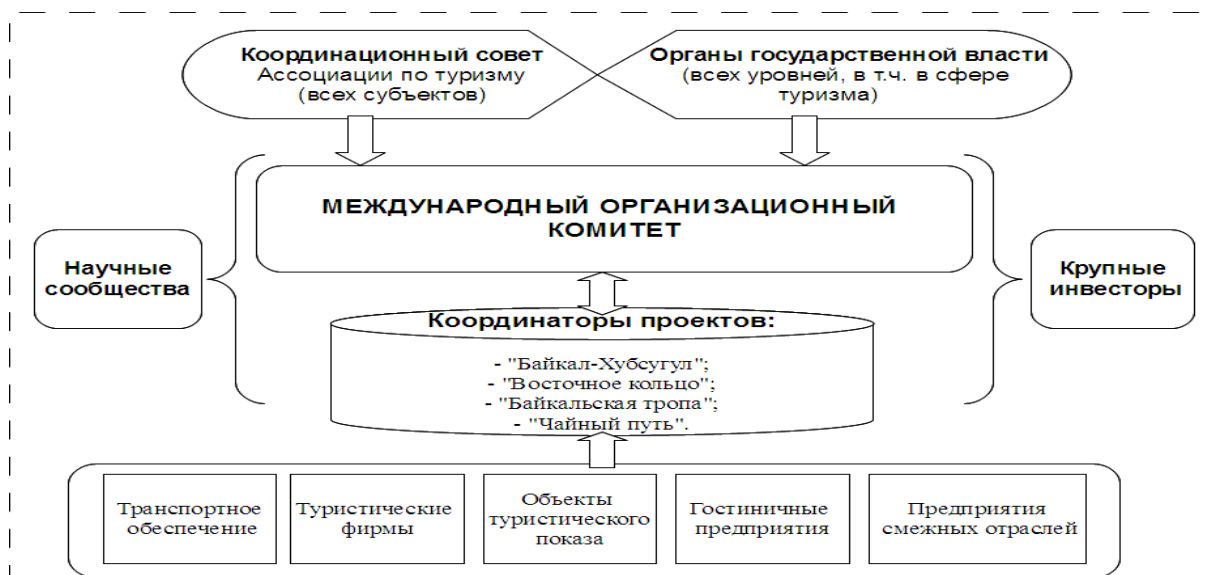 Координационный совет
Ассоциации по туризму
(всех субъектов)
Органы государственной власти
(всех уровней, в т.ч. в сфере
туризма)
МЕЖДУНАРОДНЫЙ ОРГАНИЗАЦИОННЫЙ
КОМИТЕТ
Научные
сообщества
Крупные
инвесторы
Координаторы проектов:
- "Байкал-Хубсугул";
- "Восточное кольцо";
- "Байкальская тропа";
- "Чайный путь".
Транспортное
обеспечение
Туристические
фирмы
Объекты
туристического
показа
Гостиничные
предприятия
Предприятия
смежных отраслей